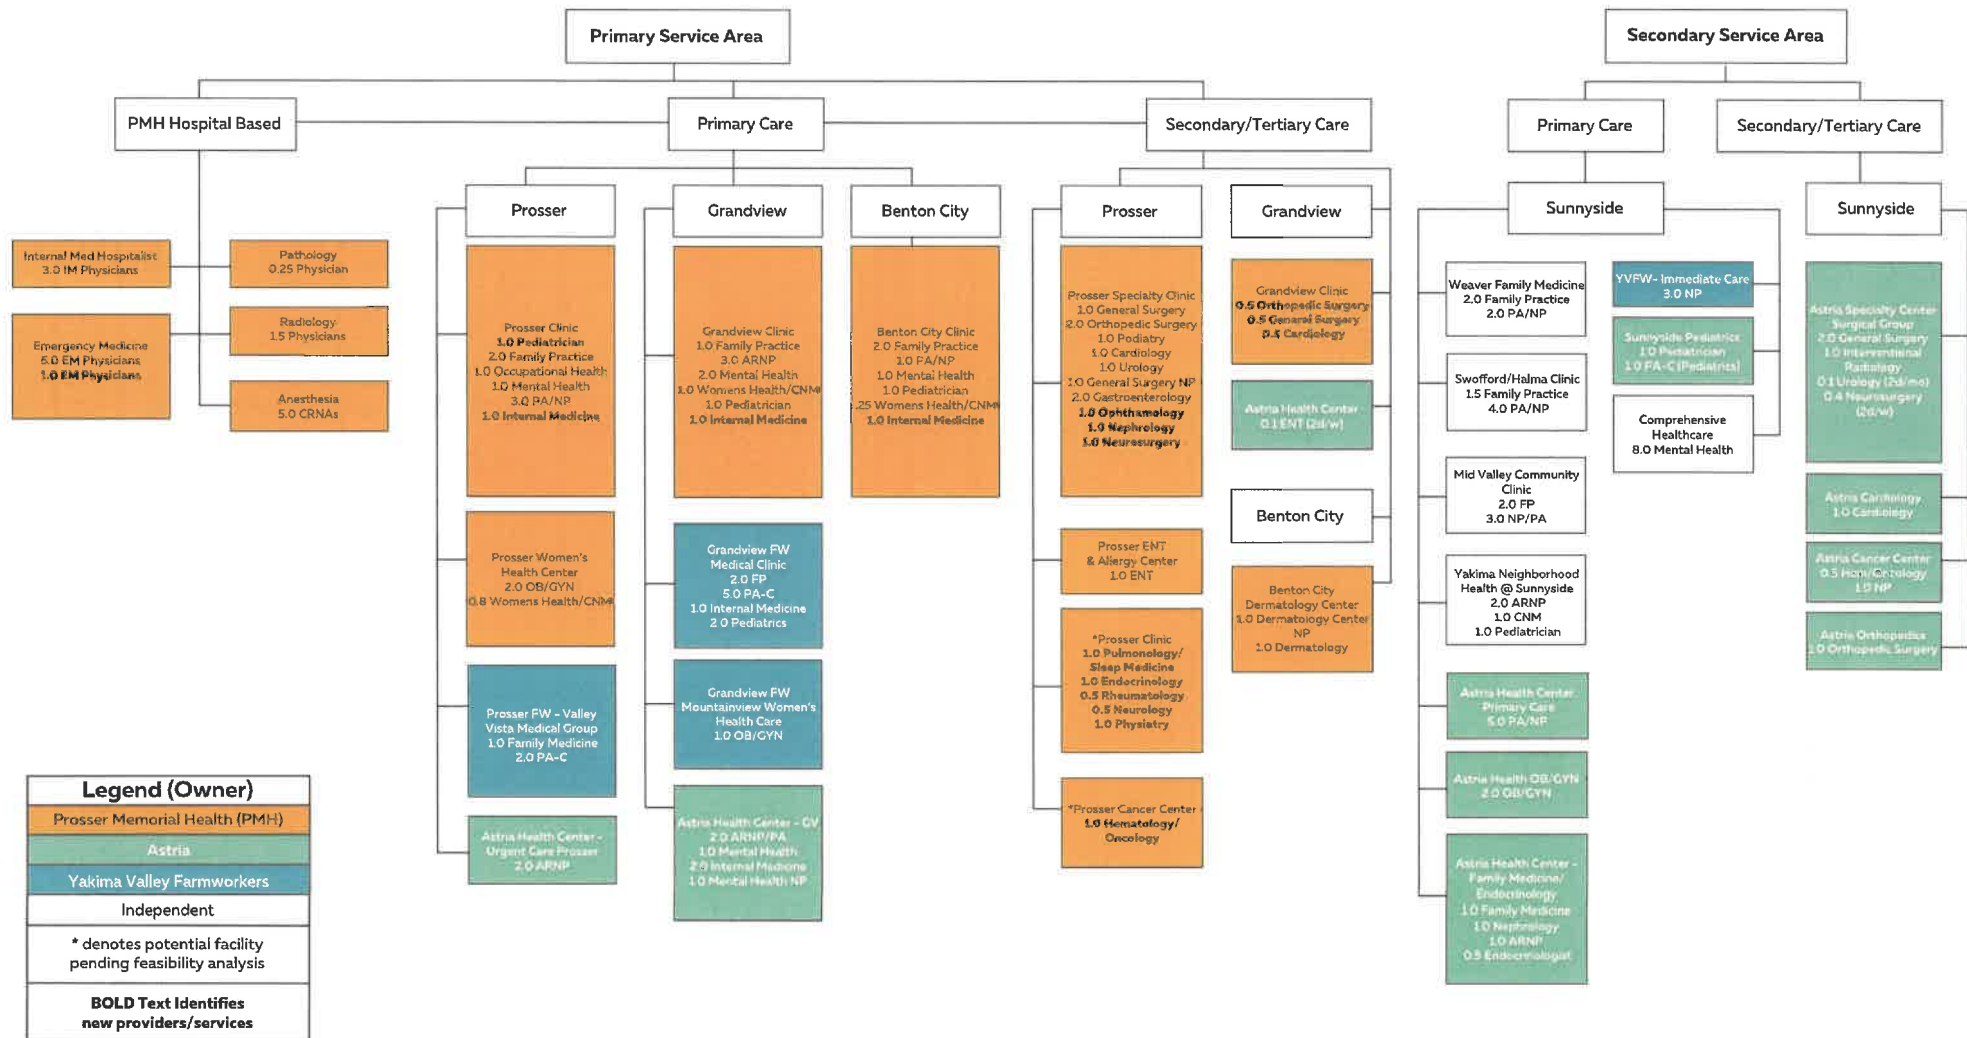 Primary Service Area
Secondary Service Area
PMH Hospital Based
Primary Care
Secondary/Tertiary Care
Primary Care
Secondary/Tertiary Care
Prosser
Grandview
Benton City
Prosser
Grandview
Sunnyside
Sunnyside
Internal Med Hospitalist
3.0 IM Physicians
Pathology
0.25 Physician
Emergency Medicine
5.0 EM Physicians
1.0 EM Physicians
Radiology
1.5 Physicians
Anesthesia
5.0 CRNAs
Prosser Clinic
1.0 Pediatrician
2.0 Family Practice
1.0 Occupational Health
1.0 Mental Health
3.0 PA/NP
1.0 Internal Medicine
Prosser Women's
Health Center
2.0 OB/GYN
0.8 Womens Health/CNM
Prosser FW - Valley
Vista Medical Group
1.0 Family Medicine
2.0 PA-C
Astria Health Center -
Urgent Care Prosser
2.0 ARNP
Grandview Clinic
1.0 Family Practice
3.0 ARNP
2.0 Mental Health
1.0 Womens Health/CNM
1.0 Pediatrician
1.0 Internal Medicine
Grandview FW
Medical Clinic
2.0 FP
5.0 PA-C
1.0 Internal Medicine
2.0 Pediatrics
Grandview FW
Mountainview Women's
Health Care
1.0 OB/GYN
Astria Health Center - GV
2.0 ARNP/PA
1.0 Mental Health
2.0 Internal Medicine
1.0 Mental Health NP
Benton City Clinic
2.0 Family Practice
1.0 PA/NP
1.0 Mental Health
1.0 Pediatrician
.25 Womens Health/CNM
1.0 Internal Medicine
Prosser Specialty Clinic
1.0 General Surgery
2.0 Orthopedic Surgery
1.0 Podiatry
1.0 Cardiology
1.0 Urology
1.0 General Surgery NP
2.0 Gastroenterology
1.0 Ophthamology
1.0 Nephrology
1.0 Neurosurgery
Prosser ENT
& Allergy Center
1.0 ENT
*Prosser Clinic
1.0 Pulmonology/
Sleep Medicine
1.0 Endocrinology
0.5 Rheumatology
0.5 Neurology
1.0 Physiatry
*Prosser Cancer Center
1.0 Hematology/
Oncology
Grandview Clinic
0.5 Orthopedic Surgery
0.5 General Surgery
0.5 Cardiology
Astria Health Center
0.1 ENT (2d/w)
Benton City
Benton City
Dermatology Center
1.0 Dermatology Center
NP
1.0 Dermatology
Weaver Family Medicine
2.0 Family Practice
2.0 PA/NP
Swofford/Halma Clinic
1.5 Family Practice
4.0 PA/NP
Mid Valley Community
Clinic
2.0 FP
3.0 NP/PA
Yakima Neighborhood
Health @ Sunnyside
2.0 ARNP
1.0 CNM
1.0 Pediatrician
Astria Health Center
Primary Care
5.0 PA/NP
Astria Health OB/GYN
2.0 OB/GYN
Astria Health Center -
Family Medicine/
Endocrinology
1.0 Family Medicine
1.0 Nephrology
1.0 ARNP
0.5 Endocrinologist
YVFW- Immediate Care
3.0 NP
Sunnyside Pediatrics
1.0 Pediatrician
1.0 PA-C (Pediatrics)
Comprehensive
Healthcare
8.0 Mental Health
Astria Specialty Center
Surgical Group
2.0 General Surgery
1.0 Interventional
Radiology
0.1 Urology (2d/mo)
0.4 Neurosurgery
(2d/w)
Astria Cardiology
1.0 Cardiology
Astria Cancer Center
0.5 Hem/Oncology
1.0 NP
Astria Orthopedics
1.0 Orthopedic Surgery
Legend (Owner)
Prosser Memorial Health (PMH)
Astria
Yakima Valley Farmworkers
Independent
* denotes potential facility
pending feasibility analysis
BOLD Text Identifies
new providers/services